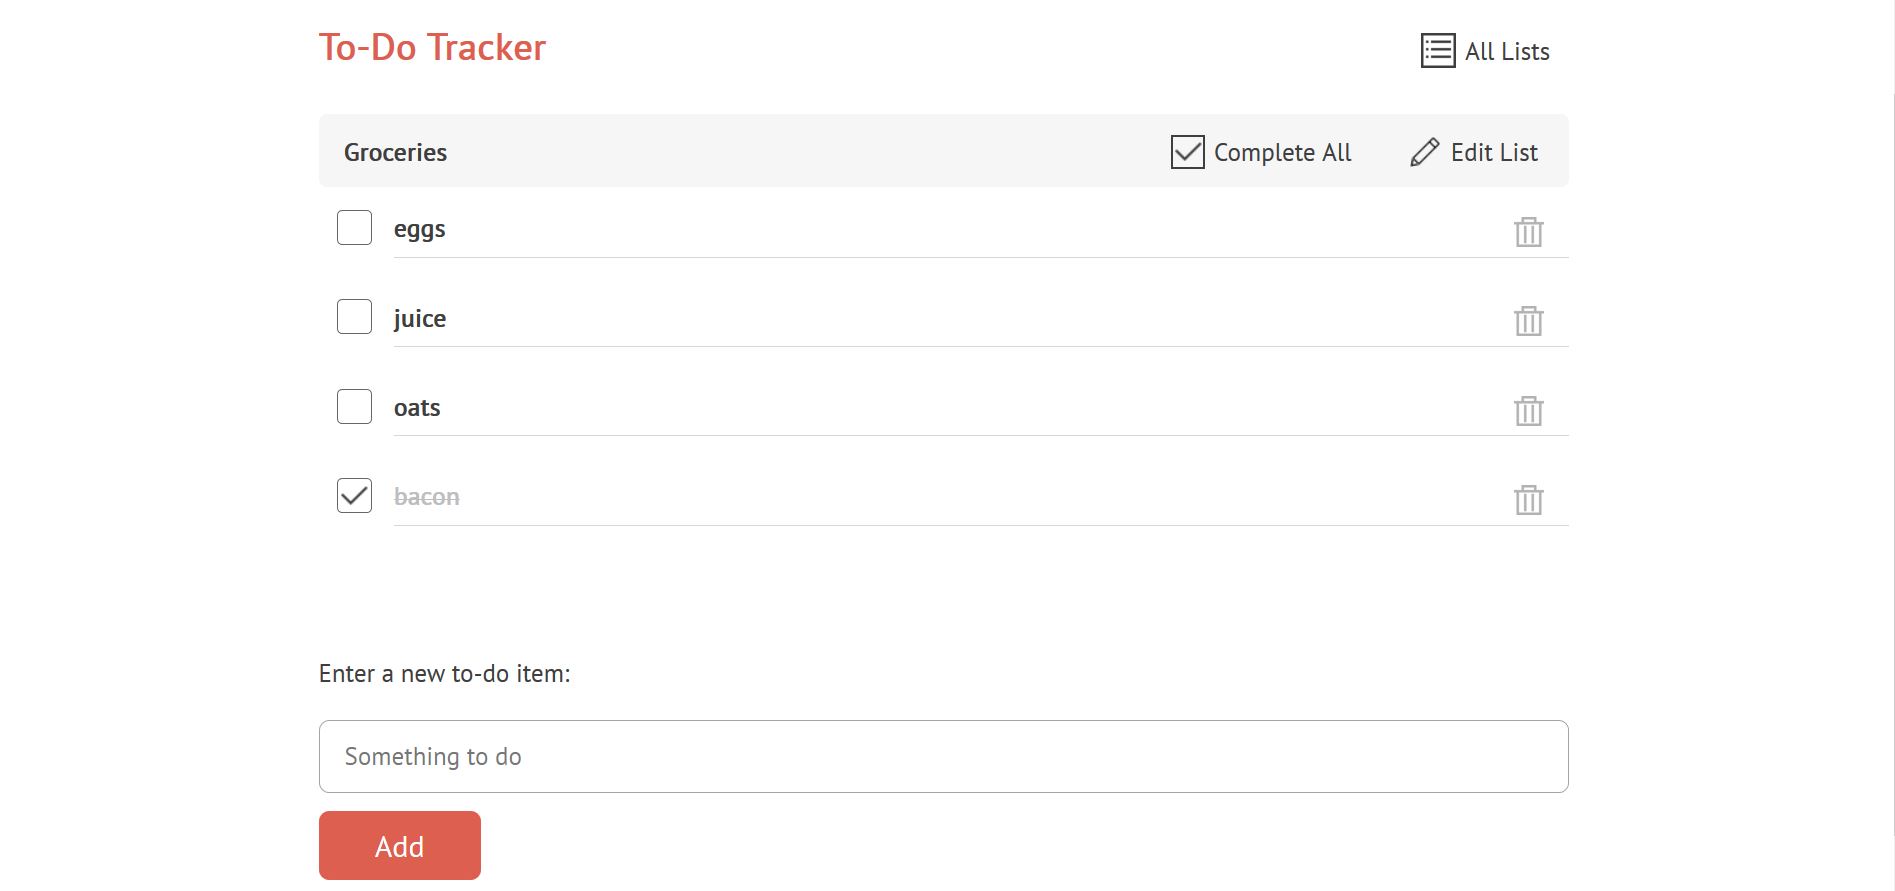 To-Do Tracker
All Lists
Groceries
Complete All
Edit List
eggs
juice
oats
bacon
Enter a new to-do item:
Something to do
Add